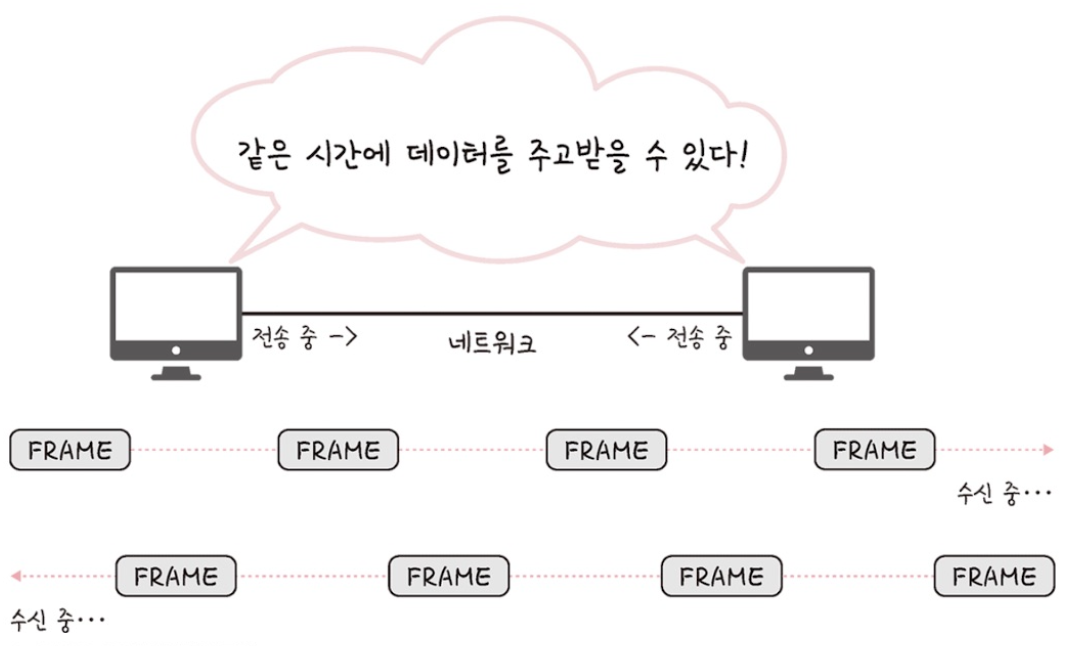 같은 시간에 데이터를 주고받을 수 있다!
전송 중 ->
네트워크
<- 전송 중
FRAME FRAME FRAME FRAME
수신 중···
FRAME FRAME FRAME FRAME
수신 중···